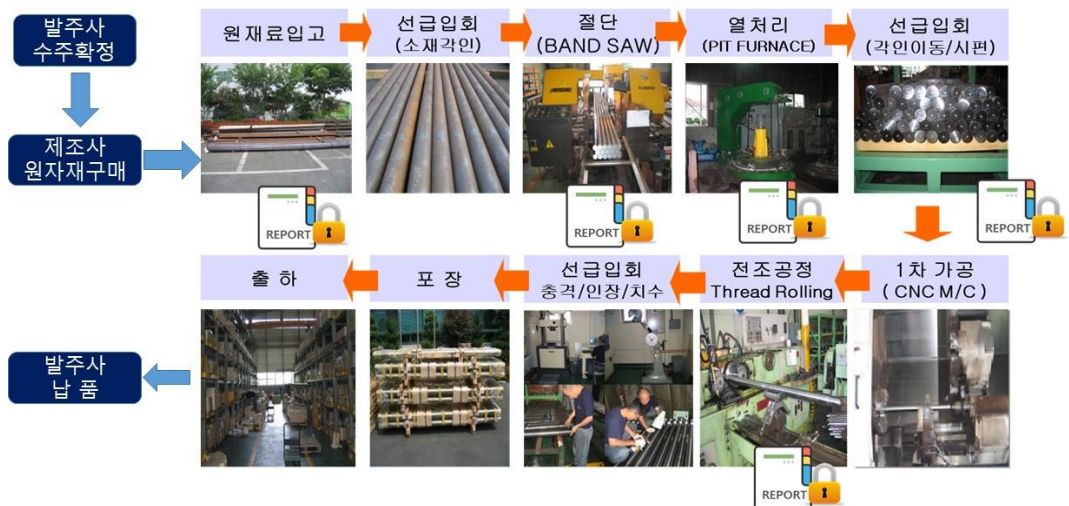 발주사
수주확정
제조사
원자재구매
원재료입고
선급입회
(소재각인)
절단
(BAND SAW)
열처리
(PIT FURNACE)
선급입회
(각인이동/시편)
REPORT
REPORT
REPORT
REPORT
1차 가공
( CNC M/C )
전조공정
Thread Rolling
선급입회
충격/인장/치수
포 장
출 하
REPORT
발주사
납 품